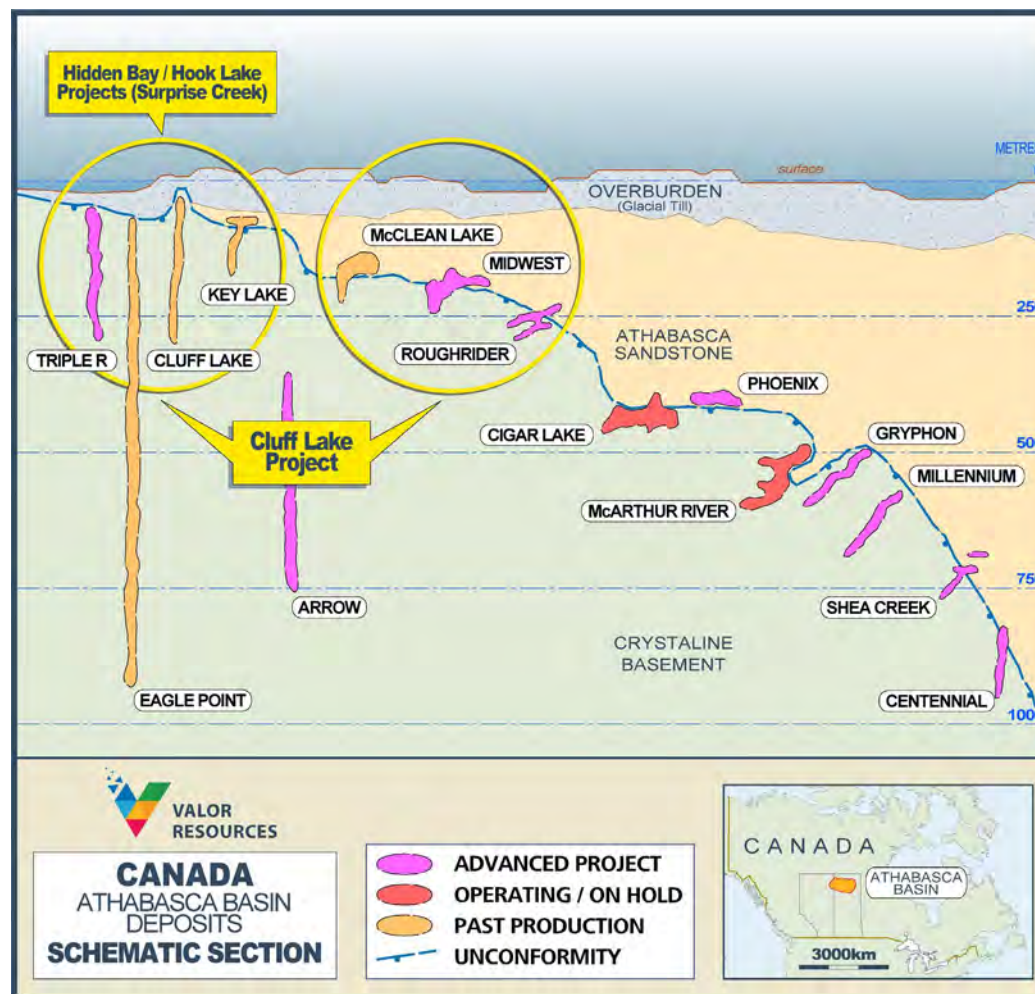 Hidden Bay / Hook Lake
Projects (Surprise Creek)
METRE
surface
OVERBURDEN
(Glacial Till)
McCLEAN LAKE
MIDWEST
KEY LAKE
25
ATHABASCA
SANDSTONE
TRIPLE R
CLUFF LAKE
ROUGHRIDER
PHOENIX
CIGAR LAKE
GRYPHON
Cluff Lake
Project
50
MILLENNIUM
McARTHUR RIVER
75
ARROW
SHEA CREEK
CRYSTALINE
BASEMENT
EAGLE POINT
CENTENNIAL
100
VALOR
RESOURCES
CANADA
ATHABASCA BASIN
DEPOSITS
SCHEMATIC SECTION
ADVANCED PROJECT
OPERATING / ON HOLD
PAST PRODUCTION
UNCONFORMITY
CANADA
ATHABASCA
BASIN
3000km